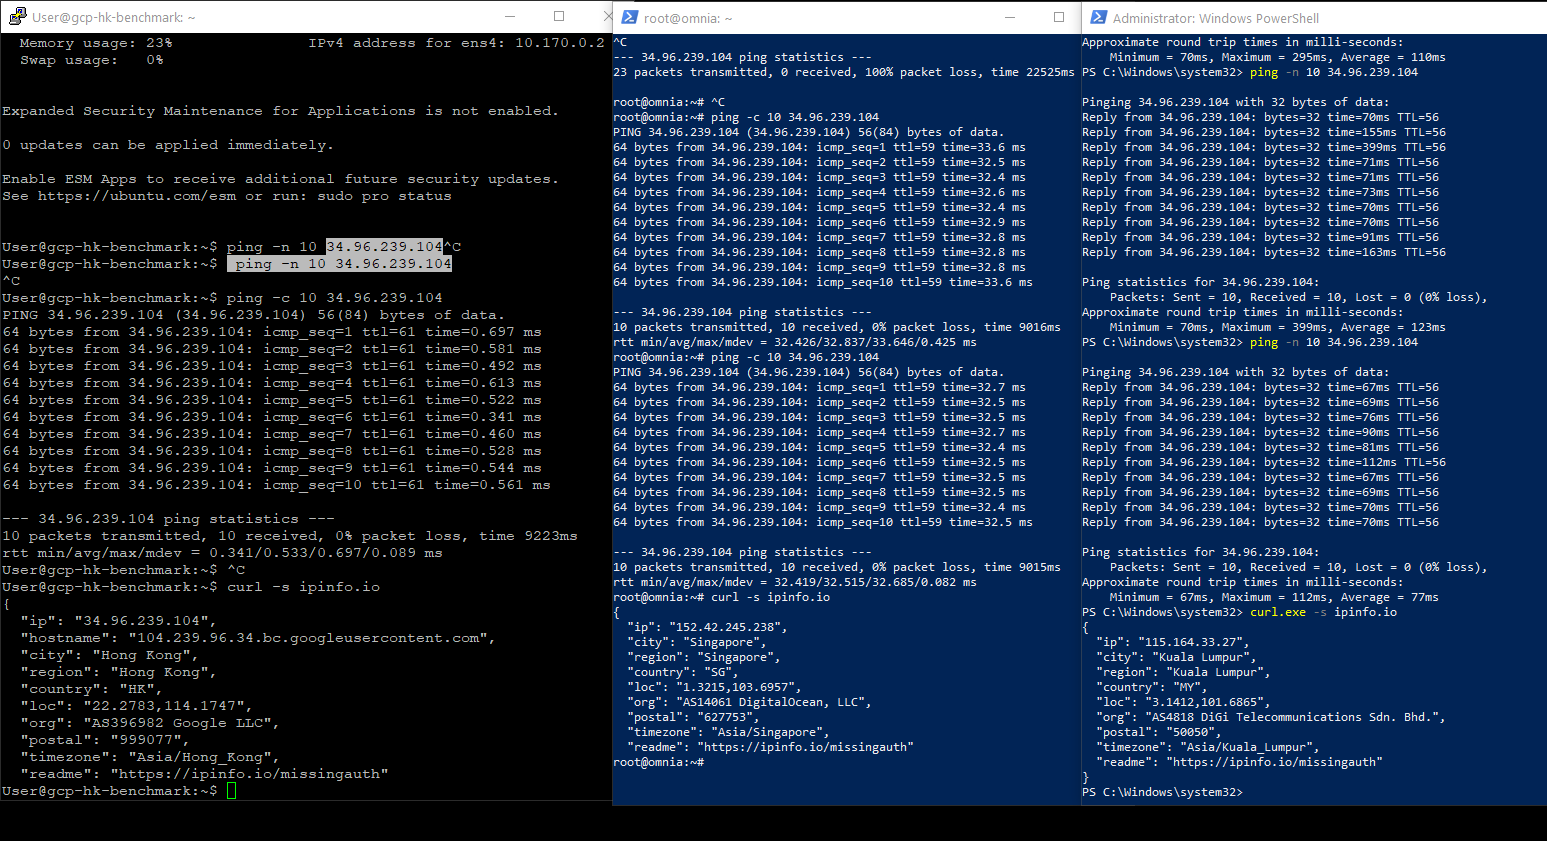 User@gcp-hk-benchmark: ~
Memory usage: 23%                IPv4 address for ens4: 10.170.0.2
Swap usage:   0%
Expanded Security Maintenance for Applications is not enabled.
0 updates can be applied immediately.
Enable ESM Apps to receive additional future security updates.
See https://ubuntu.com/esm or run: sudo pro status
User@gcp-hk-benchmark:~$ ping -n 10 34.96.239.104^C
User@gcp-hk-benchmark:~$  ping -n 10 34.96.239.104
^C
User@gcp-hk-benchmark:~$ ping -c 10 34.96.239.104
PING 34.96.239.104 (34.96.239.104) 56(84) bytes of data.
64 bytes from 34.96.239.104: icmp_seq=1 ttl=61 time=0.697 ms
64 bytes from 34.96.239.104: icmp_seq=2 ttl=61 time=0.581 ms
64 bytes from 34.96.239.104: icmp_seq=3 ttl=61 time=0.492 ms
64 bytes from 34.96.239.104: icmp_seq=4 ttl=61 time=0.613 ms
64 bytes from 34.96.239.104: icmp_seq=5 ttl=61 time=0.522 ms
64 bytes from 34.96.239.104: icmp_seq=6 ttl=61 time=0.341 ms
64 bytes from 34.96.239.104: icmp_seq=7 ttl=61 time=0.460 ms
64 bytes from 34.96.239.104: icmp_seq=8 ttl=61 time=0.528 ms
64 bytes from 34.96.239.104: icmp_seq=9 ttl=61 time=0.544 ms
64 bytes from 34.96.239.104: icmp_seq=10 ttl=61 time=0.561 ms
--- 34.96.239.104 ping statistics ---
10 packets transmitted, 10 received, 0% packet loss, time 9223ms
rtt min/avg/max/mdev = 0.341/0.533/0.697/0.089 ms
User@gcp-hk-benchmark:~$ ^C
User@gcp-hk-benchmark:~$ curl -s ipinfo.io
{
"ip": "34.96.239.104",
"hostname": "104.239.96.34.bc.googleusercontent.com",
"city": "Hong Kong",
"region": "Hong Kong",
"country": "HK",
"loc": "22.2783,114.1747",
"org": "AS396982 Google LLC",
"postal": "999077",
"timezone": "Asia/Hong_Kong",
"readme": "https://ipinfo.io/missingauth"
User@gcp-hk-benchmark:~$
root@omnia: ~
^C
--- 34.96.239.104 ping statistics ---
23 packets transmitted, 0 received, 100% packet loss, time 22525ms
root@omnia:~# ^C
root@omnia:~# ping -c 10 34.96.239.104
PING 34.96.239.104 (34.96.239.104) 56(84) bytes of data.
64 bytes from 34.96.239.104: icmp_seq=1 ttl=59 time=33.6 ms
64 bytes from 34.96.239.104: icmp_seq=2 ttl=59 time=32.5 ms
64 bytes from 34.96.239.104: icmp_seq=3 ttl=59 time=32.4 ms
64 bytes from 34.96.239.104: icmp_seq=4 ttl=59 time=32.6 ms
64 bytes from 34.96.239.104: icmp_seq=5 ttl=59 time=32.4 ms
64 bytes from 34.96.239.104: icmp_seq=6 ttl=59 time=32.9 ms
64 bytes from 34.96.239.104: icmp_seq=7 ttl=59 time=32.8 ms
64 bytes from 34.96.239.104: icmp_seq=8 ttl=59 time=32.8 ms
64 bytes from 34.96.239.104: icmp_seq=9 ttl=59 time=32.8 ms
64 bytes from 34.96.239.104: icmp_seq=10 ttl=59 time=33.6 ms
--- 34.96.239.104 ping statistics ---
10 packets transmitted, 10 received, 0% packet loss, time 9016ms
rtt min/avg/max/mdev = 32.426/32.837/33.646/0.425 ms
root@omnia:~# ping -c 10 34.96.239.104
PING 34.96.239.104 (34.96.239.104) 56(84) bytes of data.
64 bytes from 34.96.239.104: icmp_seq=1 ttl=59 time=32.7 ms
64 bytes from 34.96.239.104: icmp_seq=2 ttl=59 time=32.5 ms
64 bytes from 34.96.239.104: icmp_seq=3 ttl=59 time=32.5 ms
64 bytes from 34.96.239.104: icmp_seq=4 ttl=59 time=32.7 ms
64 bytes from 34.96.239.104: icmp_seq=5 ttl=59 time=32.4 ms
64 bytes from 34.96.239.104: icmp_seq=6 ttl=59 time=32.5 ms
64 bytes from 34.96.239.104: icmp_seq=7 ttl=59 time=32.5 ms
64 bytes from 34.96.239.104: icmp_seq=8 ttl=59 time=32.5 ms
64 bytes from 34.96.239.104: icmp_seq=9 ttl=59 time=32.4 ms
64 bytes from 34.96.239.104: icmp_seq=10 ttl=59 time=32.5 ms
--- 34.96.239.104 ping statistics ---
10 packets transmitted, 10 received, 0% packet loss, time 9015ms
rtt min/avg/max/mdev = 32.419/32.515/32.685/0.082 ms
root@omnia:~# curl -s ipinfo.io
{
"ip": "152.42.245.238",
"city": "Singapore",
"region": "Singapore",
"country": "SG",
"loc": "1.3215,103.6957",
"org": "AS14061 DigitalOcean, LLC",
"postal": "627753",
"timezone": "Asia/Singapore",
"readme": "https://ipinfo.io/missingauth"
root@omnia:~#
Administrator: Windows PowerShell
Approximate round trip times in milli-seconds:
Minimum = 70ms, Maximum = 295ms, Average = 110ms
PS C:\Windows\system32> ping -n 10 34.96.239.104
Pinging 34.96.239.104 with 32 bytes of data:
Reply from 34.96.239.104: bytes=32 time=70ms TTL=56
Reply from 34.96.239.104: bytes=32 time=155ms TTL=56
Reply from 34.96.239.104: bytes=32 time=399ms TTL=56
Reply from 34.96.239.104: bytes=32 time=71ms TTL=56
Reply from 34.96.239.104: bytes=32 time=71ms TTL=56
Reply from 34.96.239.104: bytes=32 time=73ms TTL=56
Reply from 34.96.239.104: bytes=32 time=70ms TTL=56
Reply from 34.96.239.104: bytes=32 time=70ms TTL=56
Reply from 34.96.239.104: bytes=32 time=91ms TTL=56
Reply from 34.96.239.104: bytes=32 time=163ms TTL=56
Ping statistics for 34.96.239.104:
Packets: Sent = 10, Received = 10, Lost = 0 (0% loss),
Approximate round trip times in milli-seconds:
Minimum = 70ms, Maximum = 399ms, Average = 123ms
PS C:\Windows\system32> ping -n 10 34.96.239.104
Pinging 34.96.239.104 with 32 bytes of data:
Reply from 34.96.239.104: bytes=32 time=67ms TTL=56
Reply from 34.96.239.104: bytes=32 time=69ms TTL=56
Reply from 34.96.239.104: bytes=32 time=76ms TTL=56
Reply from 34.96.239.104: bytes=32 time=90ms TTL=56
Reply from 34.96.239.104: bytes=32 time=81ms TTL=56
Reply from 34.96.239.104: bytes=32 time=112ms TTL=56
Reply from 34.96.239.104: bytes=32 time=67ms TTL=56
Reply from 34.96.239.104: bytes=32 time=69ms TTL=56
Reply from 34.96.239.104: bytes=32 time=70ms TTL=56
Reply from 34.96.239.104: bytes=32 time=70ms TTL=56
Ping statistics for 34.96.239.104:
Packets: Sent = 10, Received = 10, Lost = 0 (0% loss),
Approximate round trip times in milli-seconds:
Minimum = 67ms, Maximum = 112ms, Average = 77ms
PS C:\Windows\system32> curl.exe -s ipinfo.io
{
"ip": "115.164.33.27",
"city": "Kuala Lumpur",
"region": "Kuala Lumpur",
"country": "MY",
"loc": "3.1412,101.6865",
"org": "AS4818 DiGi Telecommunications Sdn. Bhd.",
"postal": "50050",
"timezone": "Asia/Kuala_Lumpur",
"readme": "https://ipinfo.io/missingauth"
}
PS C:\Windows\system32>